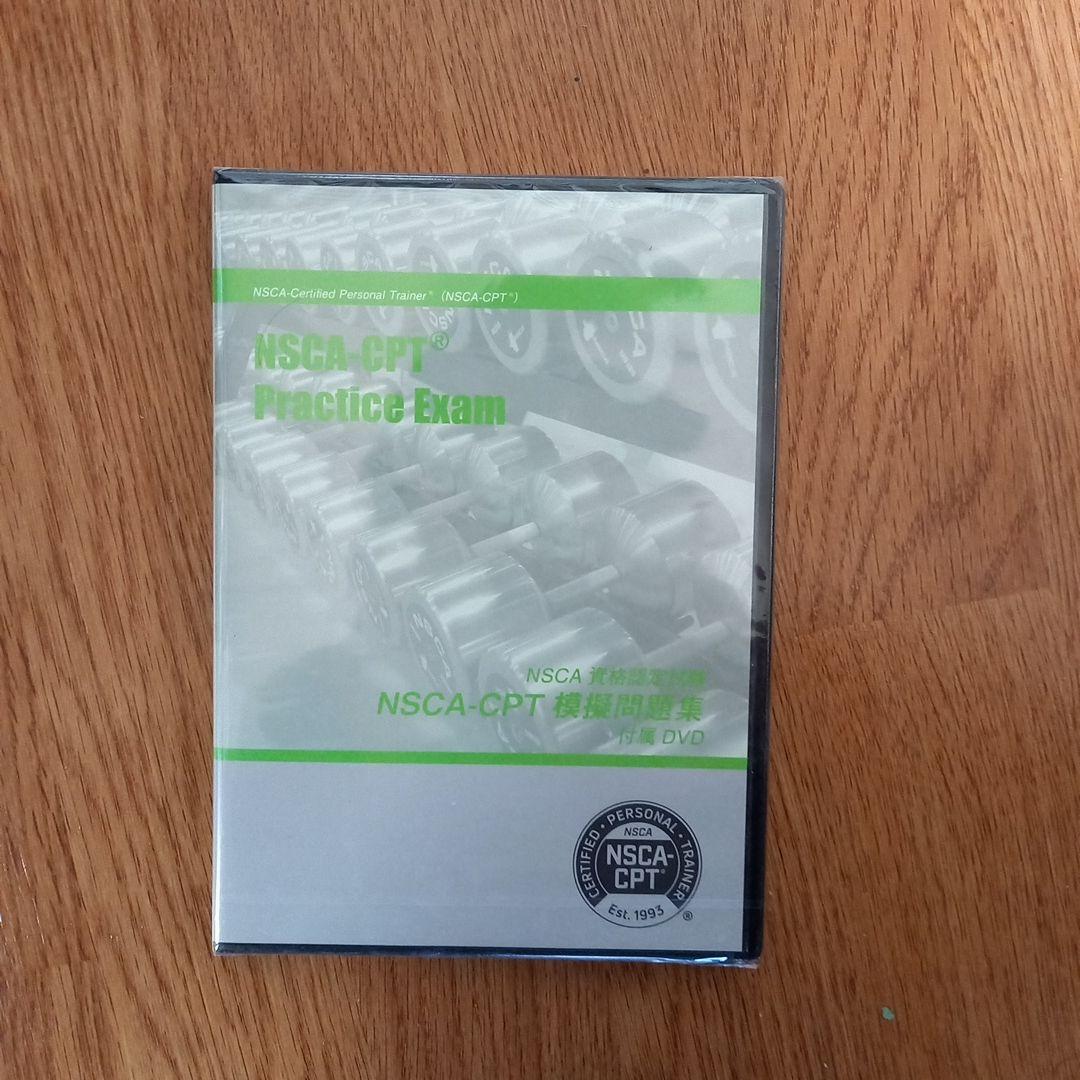 NSCA-Certified Personal Trainer® (NSCA-CPT®)
NSCA-CPT®
Practice Exam
NSCA 資格認定試験
NSCA-CPT 模擬問題集
付属 DVD
CERTIFIED • PERSONAL • TRAINER
NSCA
NSCA-
CPT®
Est. 1993
®